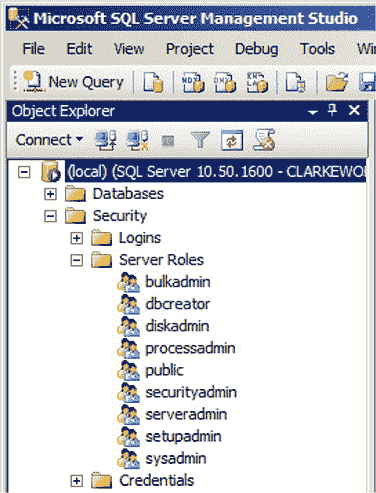 Microsoft SQL Server Management Studio
File Edit View Project Debug Tools
New Query
Object Explorer
Connect
(local) (SQL Server 10.50.1600 -
Databases
Security
Logins
Server Roles
bulkadmin
dbcreator
diskadmin
processadmin
public
securityadmin
serveradmin
setupadmin
sysadmin
Credentials